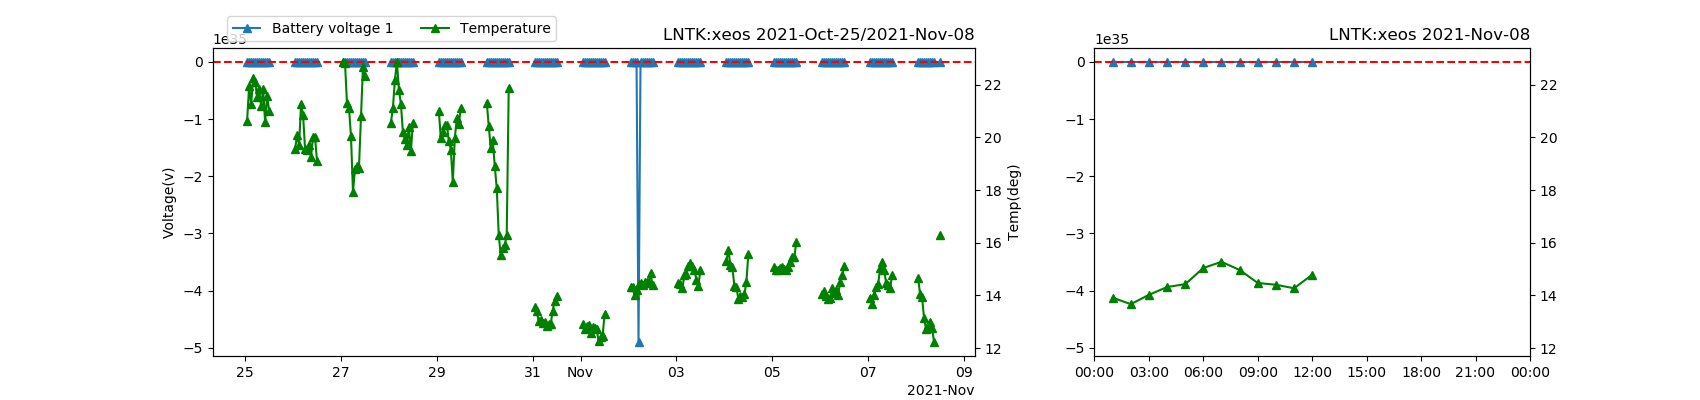 Battery voltage 1 Temperature
LNTK:xeos 2021-Oct-25/2021-Nov-08
1e35
0
−1
−2
−3
−4
−5
Voltage(v)
22
20
18
16
14
12
Temp(deg)
25 27 29 31 Nov 03 05 07 09
2021-Nov
LNTK:xeos 2021-Nov-08
1e35
0
−1
−2
−3
−4
−5
22
20
18
16
14
12
00:00 03:00 06:00 09:00 12:00 15:00 18:00 21:00 00:00